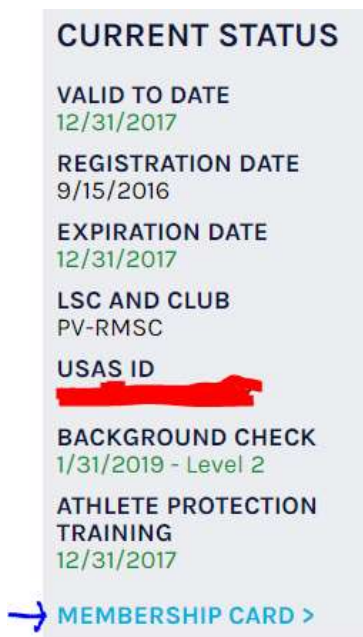 CURRENT STATUS
VALID TO DATE
12/31/2017
REGISTRATION DATE
9/15/2016
EXPIRATION DATE
12/31/2017
LSC AND CLUB
PV-RMSC
USAS ID
BACKGROUND CHECK
1/31/2019 - Level 2
ATHLETE PROTECTION
TRAINING
12/31/2017
MEMBERSHIP CARD >